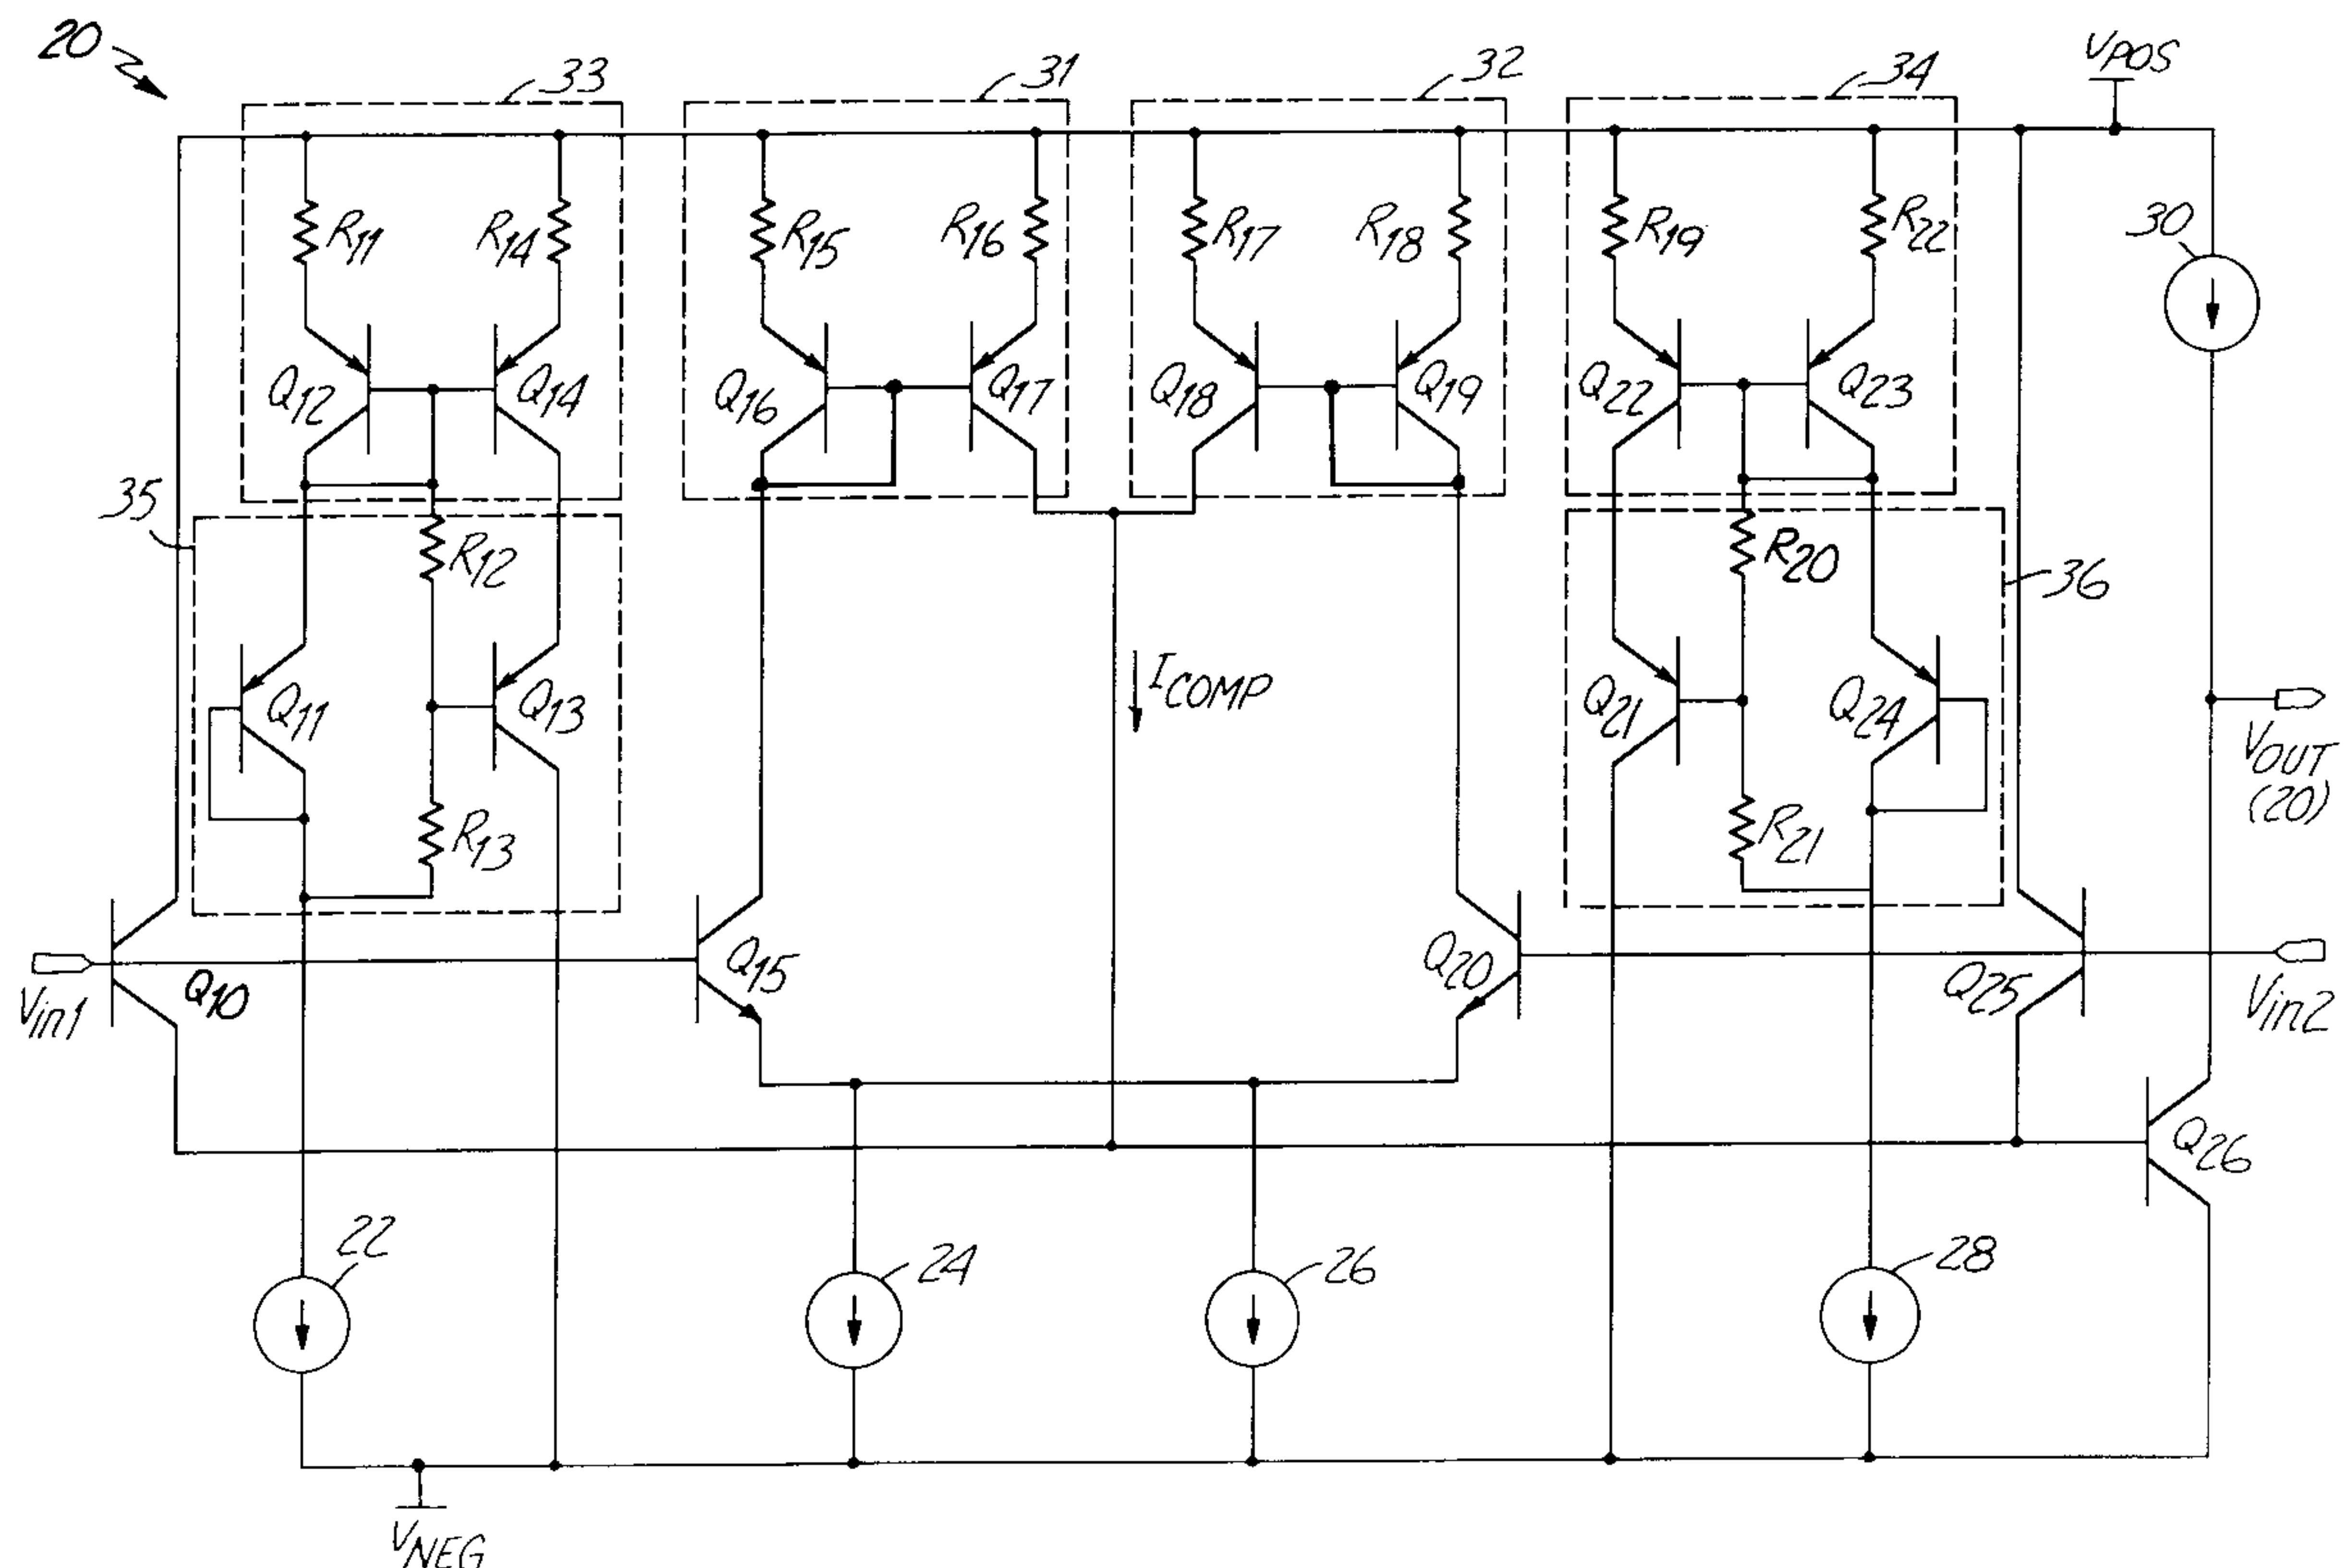 20
33
31
32
34
VPOS
R11
R14
R15
R16
R17
R18
R19
R22
30
Q12
Q14
Q16
Q17
Q18
Q19
Q22
Q23
35
R12
R20
36
Q11
Q13
ICOMP
Q21
Q24
VOUT
(20)
R13
R21
Vin1
Q10
Q15
Q20
Q25
Vin2
Q26
22
24
26
28
VNEG